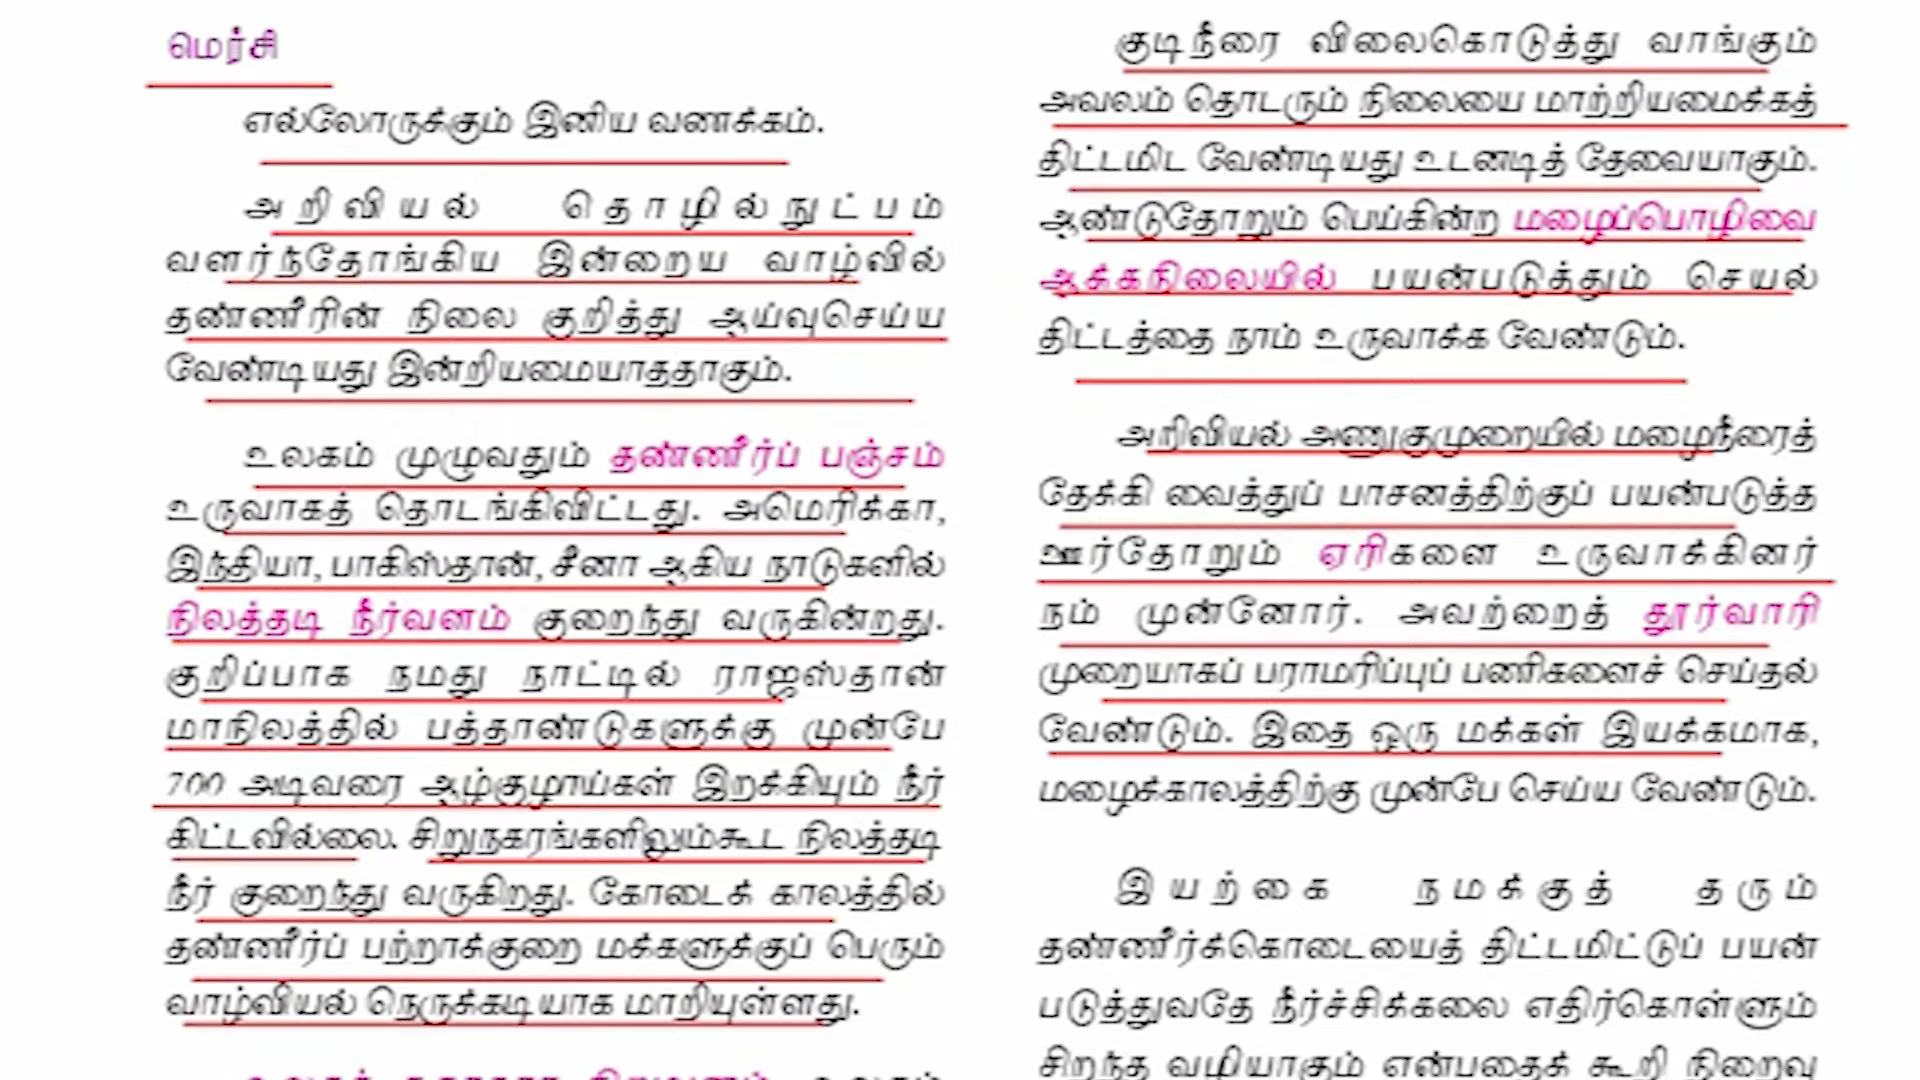 மெர்சி
எல்லோருக்கும் இனிய வணக்கம்.
அறிவியல் தொழில்நுட்பம்
வளர்ந்தோங்கிய இன்றைய வாழ்வில்
தண்ணீரின் நிலை குறித்து ஆய்வுசெய்ய
வேண்டியது இன்றியமையாததாகும்.
உலகம் முழுவதும் தண்ணீர்ப் பஞ்சம்
உருவாகத் தொடங்கிவிட்டது. அமெரிக்கா,
இந்தியா, பாகிஸ்தான், சீனா ஆகிய நாடுகளில்
நிலத்தடி நீர்வளம் குறைந்து வருகின்றது.
குறிப்பாக நமது நாட்டில் ராஜஸ்தான்
மாநிலத்தில் பத்தாண்டுகளுக்கு முன்பே
700 அடிவரை ஆழ்குழாய்கள் இறக்கியும் நீர்
கிட்டவில்லை. சிறுநகரங்களிலும்கூட நிலத்தடி
நீர் குறைந்து வருகிறது. கோடைக் காலத்தில்
தண்ணீர்ப் பற்றாக்குறை மக்களுக்குப் பெரும்
வாழ்வியல் நெருக்கடியாக மாறியுள்ளது.
குடிநீரை விலைகொடுத்து வாங்கும்
அவலம் தொடரும் நிலையை மாற்றியமைக்கத்
திட்டமிட வேண்டியது உடனடித் தேவையாகும்.
ஆண்டுதோறும் பெய்கின்ற மழைப்பொழிவை
ஆக்கநிலையில் பயன்படுத்தும் செயல்
திட்டத்தை நாம் உருவாக்க வேண்டும்.
அறிவியல் அணுகுமுறையில் மழைநீரைத்
தேக்கி வைத்துப் பாசனத்திற்குப் பயன்படுத்த
ஊர்தோறும் ஏரிகளை உருவாக்கினர்
நம் முன்னோர். அவற்றைத் தூர்வாரி
முறையாகப் பராமரிப்புப் பணிகளைச் செய்தல்
வேண்டும். இதை ஒரு மக்கள் இயக்கமாக,
மழைக்காலத்திற்கு முன்பே செய்ய வேண்டும்.
இயற்கை நமக்குத் தரும்
தண்ணீர்க்கொடையைத் திட்டமிட்டுப் பயன்
படுத்துவதே நீர்ச்சிக்கலை எதிர்கொள்ளும்
சிறந்த வழியாகும் என்பதைக் கூறி நிறைவு